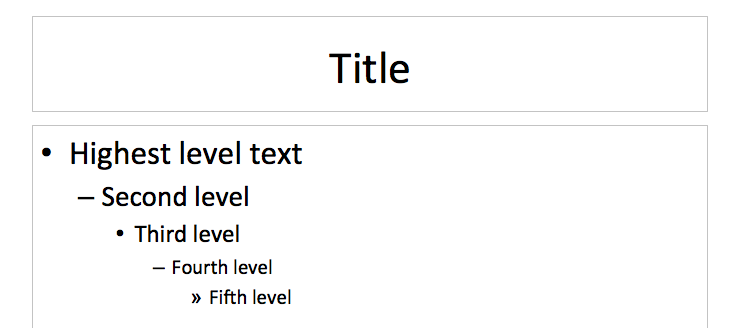 Title
• Highest level text
– Second level
• Third level
– Fourth level
» Fifth level